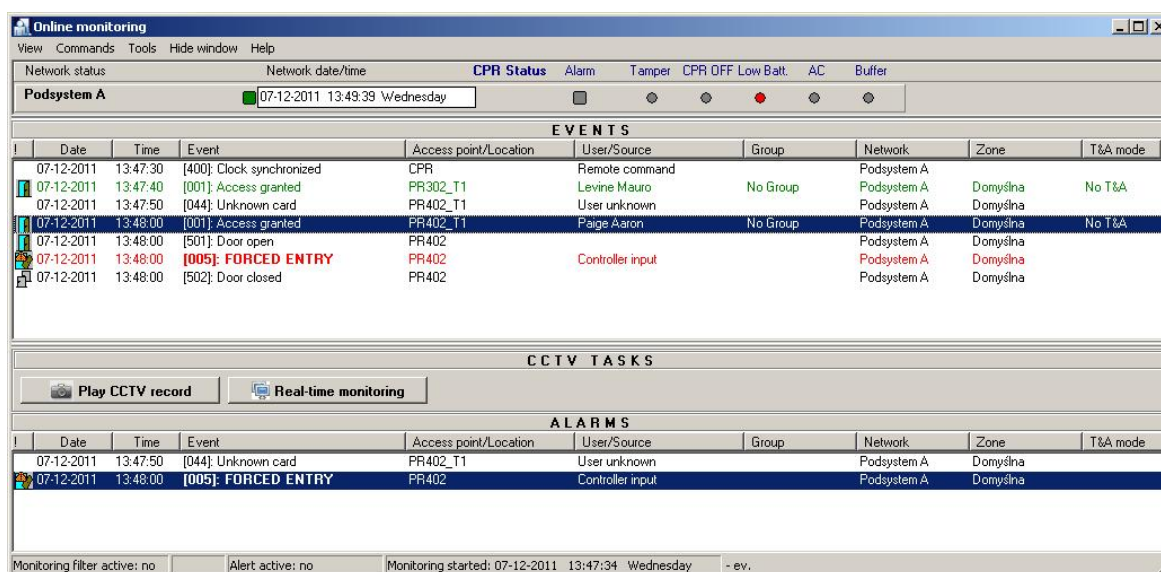 Online monitoring
View Commands Tools Hide window Help
Network status Network date/time CPR Status Alarm Tamper CPR OFF Low Batt. AC Buffer
Podsystem A 07-12-2011 13:49:39 Wednesday
EVENTS
! Date Time Event Access point/Location User/Source Group Network Zone T&A mode
07-12-2011 13:47:30 [400]: Clock synchronized CPR Remote command Podsystem A
07-12-2011 13:47:40 [001]: Access granted PR302_T1 Levine Mauro No Group Podsystem A Domyślna No T&A
07-12-2011 13:47:50 [044]: Unknown card PR402_T1 User unknown Podsystem A Domyślna
07-12-2011 13:48:00 [001]: Access granted PR402_T1 Paige Aaron No Group Podsystem A Domyślna No T&A
07-12-2011 13:48:00 [501]: Door open PR402 Podsystem A Domyślna
07-12-2011 13:48:00 [005]: FORCED ENTRY PR402 Controller input Podsystem A Domyślna
07-12-2011 13:48:00 [502]: Door closed PR402 Podsystem A Domyślna
CCTV TASKS
Play CCTV record Real-time monitoring
ALARMS
! Date Time Event Access point/Location User/Source Group Network Zone T&A mode
07-12-2011 13:47:50 [044]: Unknown card PR402_T1 User unknown Podsystem A Domyślna
07-12-2011 13:48:00 [005]: FORCED ENTRY PR402 Controller input Podsystem A Domyślna
Monitoring filter active: no Alert active: no Monitoring started: 07-12-2011 13:47:34 Wednesday - ev.